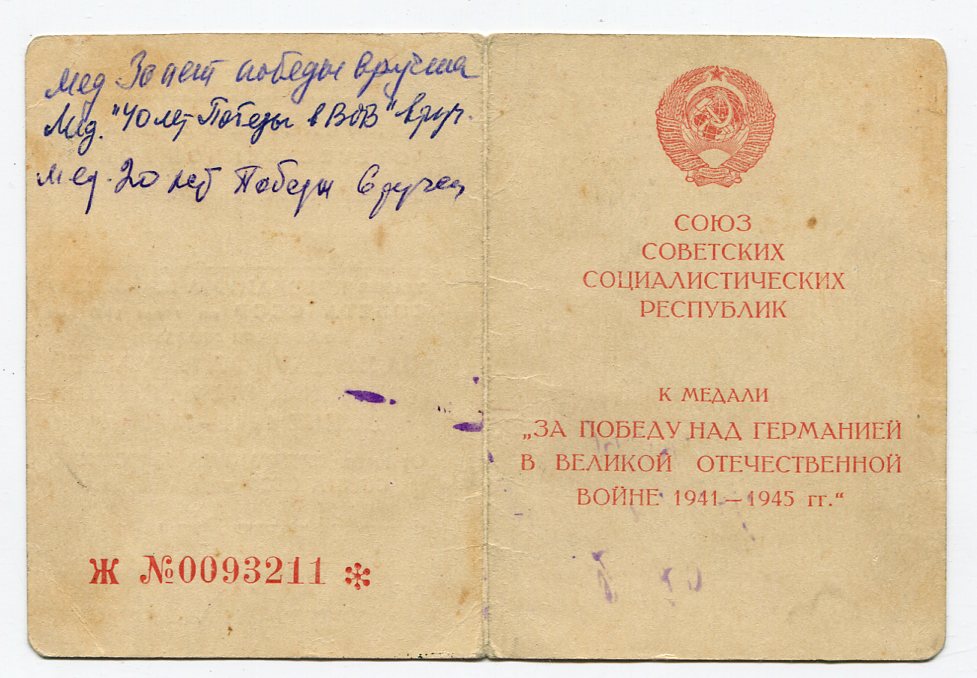 Мед. 30 лет победы вручена
Мед. "40 лет Победы в ВОВ" вруч.
Мед. 20 лет Победы вручен
Ж №0093211
СОЮЗ
СОВЕТСКИХ
СОЦИАЛИСТИЧЕСКИХ
РЕСПУБЛИК
К МЕДАЛИ
„ЗА ПОБЕДУ НАД ГЕРМАНИЕЙ
В ВЕЛИКОЙ ОТЕЧЕСТВЕННОЙ
ВОЙНЕ 1941—1945 гг.“